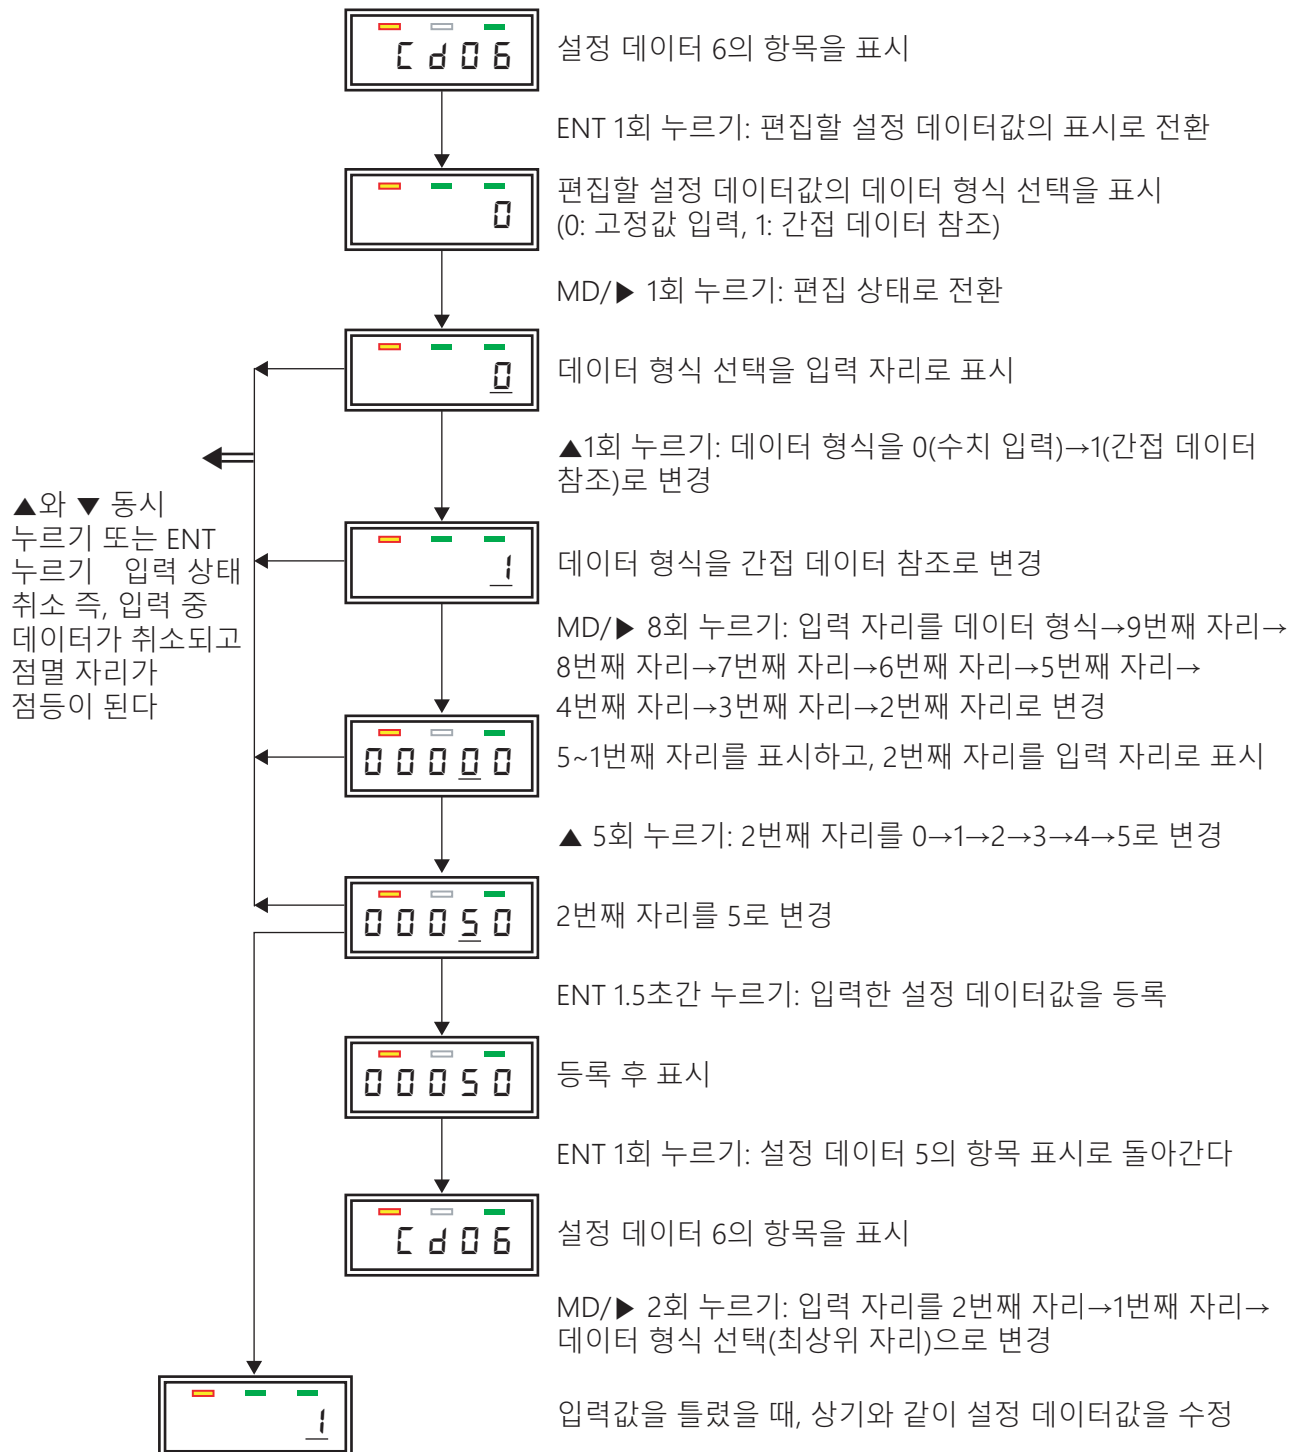 Cd06
설정 데이터 6의 항목을 표시
ENT 1회 누르기: 편집할 설정 데이터값의 표시로 전환
0
편집할 설정 데이터값의 데이터 형식 선택을 표시
(0: 고정값 입력, 1: 간접 데이터 참조)
MD/▶ 1회 누르기: 편집 상태로 전환
0
데이터 형식 선택을 입력 자리로 표시
▲1회 누르기: 데이터 형식을 0(수치 입력)→1(간접 데이터
참조)로 변경
▲와 ▼ 동시
누르기 또는 ENT
누르기 입력 상태
취소 즉, 입력 중
데이터가 취소되고
점멸 자리가
점등이 된다
1
데이터 형식을 간접 데이터 참조로 변경
MD/▶ 8회 누르기: 입력 자리를 데이터 형식→9번째 자리→
8번째 자리→7번째 자리→6번째 자리→5번째 자리→
4번째 자리→3번째 자리→2번째 자리로 변경
00000
5~1번째 자리를 표시하고, 2번째 자리를 입력 자리로 표시
▲ 5회 누르기: 2번째 자리를 0→1→2→3→4→5로 변경
00050
2번째 자리를 5로 변경
ENT 1.5초간 누르기: 입력한 설정 데이터값을 등록
00050
등록 후 표시
ENT 1회 누르기: 설정 데이터 5의 항목 표시로 돌아간다
Cd06
설정 데이터 6의 항목을 표시
MD/▶ 2회 누르기: 입력 자리를 2번째 자리→1번째 자리→
데이터 형식 선택(최상위 자리)으로 변경
1
입력값을 틀렸을 때, 상기와 같이 설정 데이터값을 수정